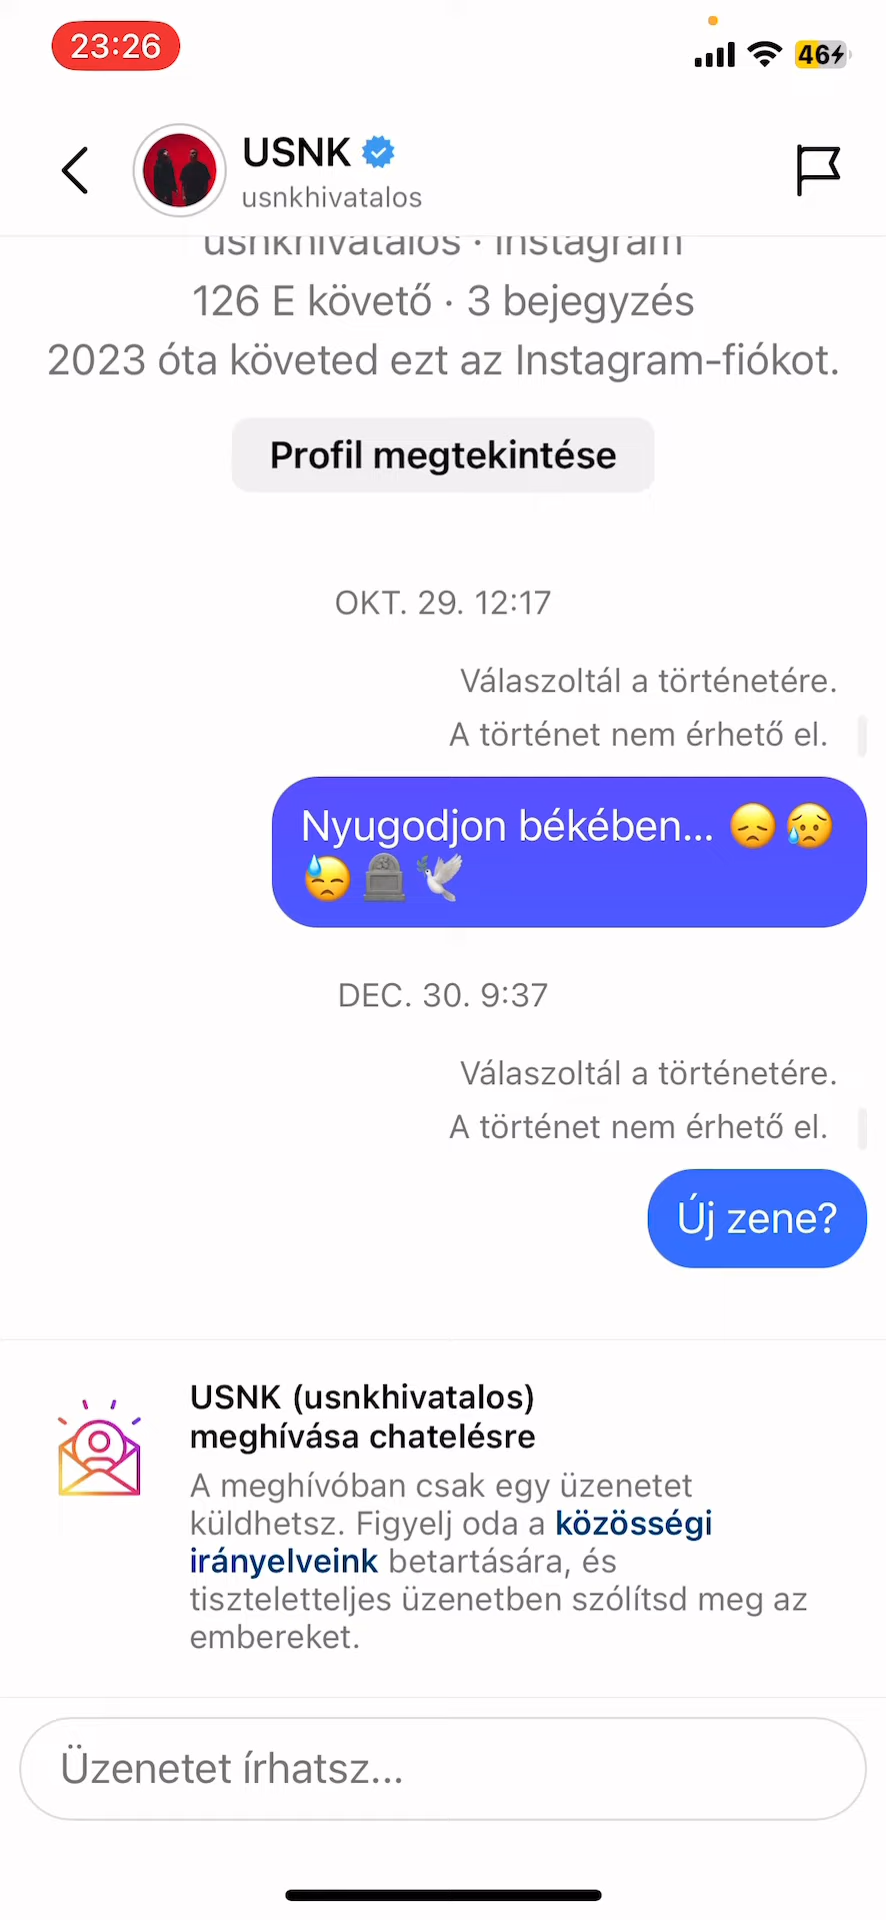 23:26
46
USNK
usnkhivatalos
usnkhivatalos · Instagram
126 E követő · 3 bejegyzés
2023 óta követed ezt az Instagram-fiókot.
Profil megtekintése
OKT. 29. 12:17
Válaszoltál a történetére.
A történet nem érhető el.
Nyugodjon békében... 😞😥
😓🪦🕊️
DEC. 30. 9:37
Válaszoltál a történetére.
A történet nem érhető el.
Új zene?
USNK (usnkhivatalos)
meghívása chatelésre
A meghívóban csak egy üzenetet
küldhetsz. Figyelj oda a közösségi
irányelveink betartására, és
tiszteletteljes üzenetben szólítsd meg az
embereket.
Üzenetet írhatsz...